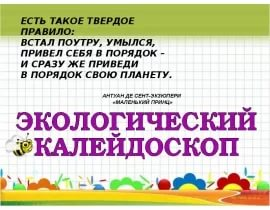 ЕСТЬ ТАКОЕ ТВЕРДОЕ
ПРАВИЛО:
ВСТАЛ ПОУТРУ, УМЫЛСЯ,
ПРИВЕЛ СЕБЯ В ПОРЯДОК –
И СРАЗУ ЖЕ ПРИВЕДИ
В ПОРЯДОК СВОЮ ПЛАНЕТУ.
АНТУАН ДЕ СЕНТ-ЭКЗЮПЕРИ
«МАЛЕНЬКИЙ ПРИНЦ»
ЭКОЛОГИЧЕСКИЙ
КАЛЕЙДОСКОП